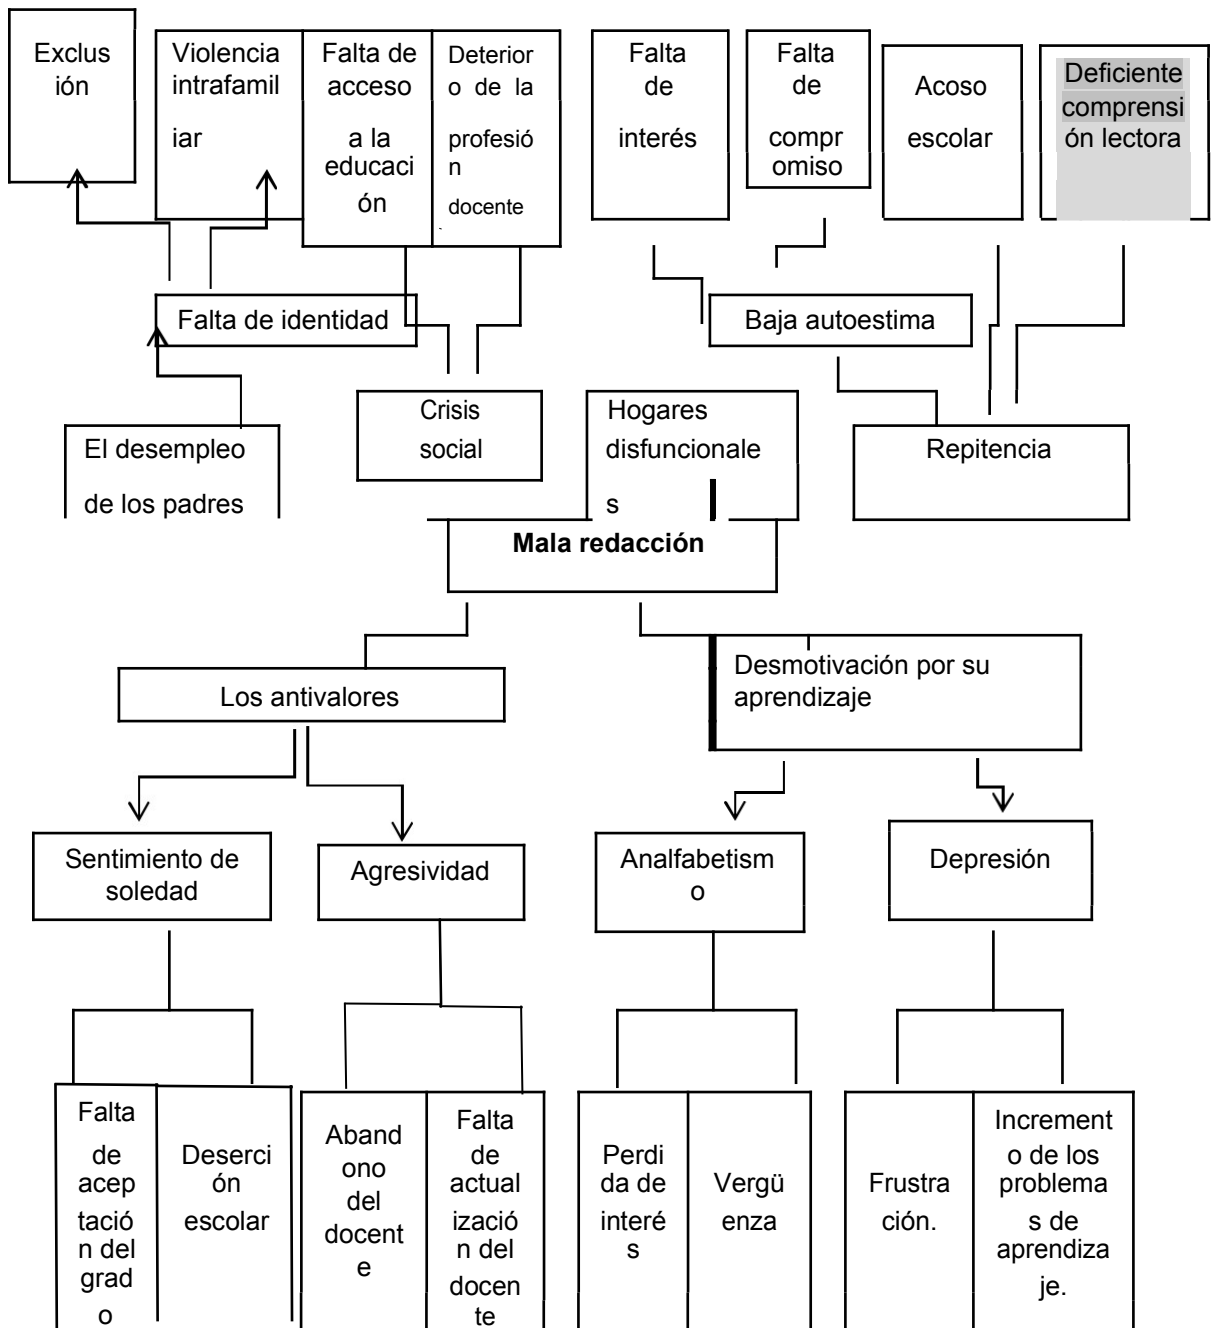 Exclus
ión
Violencia
intrafamil
iar
Falta de
acceso
a la
educaci
ón
Deterior
o de la
profesió
n
docente
Falta
de
interés
Falta
de
compr
omiso
Acoso
escolar
Deficiente
comprensi
ón lectora
Falta de identidad
Baja autoestima
El desempleo
de los padres
Crisis
social
Hogares
disfuncionale
s
Repitencia
Mala redacción
Los antivalores
Desmotivación por su
aprendizaje
Sentimiento de
soledad
Agresividad
Analfabetism
o
Depresión
Falta
de
acep
tació
n del
grad
o
Deserci
ón
escolar
Aband
ono
del
docent
e
Falta
de
actual
izació
n del
docen
te
Perdi
da de
interé
s
Vergü
enza
Frustra
ción.
Increment
o de los
problema
s de
aprendiza
je.